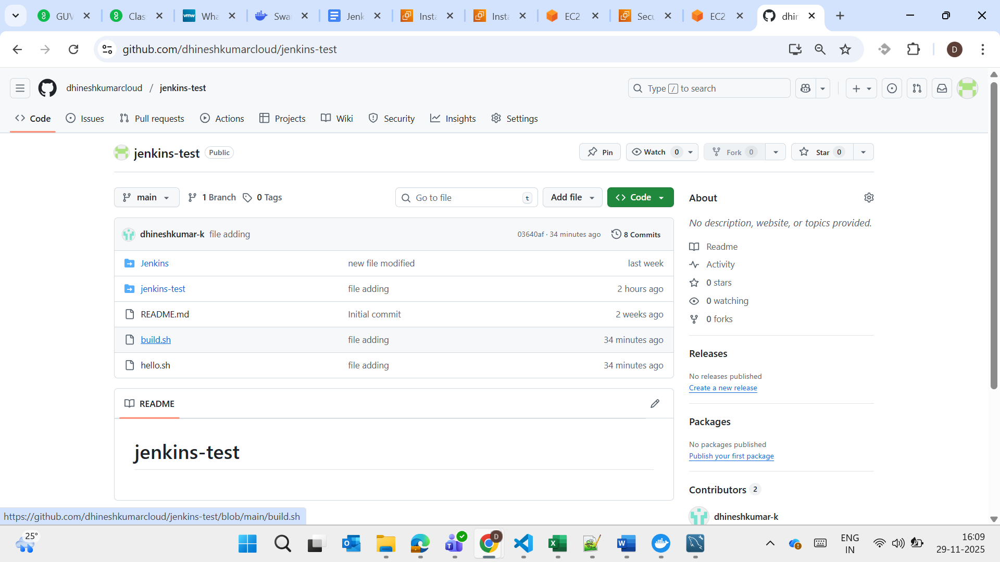 GUV
Clas
vmw
Wha
Swa
Jenk
Insta
Insta
EC2
Secu
EC2
dhin
github.com/dhineshkumarcloud/jenkins-test
D
dhineshkumarcloud / jenkins-test
Type / to search
Code
Issues
Pull requests
Actions
Projects
Wiki
Security
Insights
Settings
jenkins-test
Public
Pin
Watch 0
Fork 0
Star 0
main
1 Branch
0 Tags
Go to file
t
Add file
Code
dhineshkumar-k file adding
03640af · 34 minutes ago
8 Commits
Jenkins
new file modified
last week
jenkins-test
file adding
2 hours ago
README.md
Initial commit
2 weeks ago
build.sh
file adding
34 minutes ago
hello.sh
file adding
34 minutes ago
README
jenkins-test
About
No description, website, or topics provided.
Readme
Activity
0 stars
0 watching
0 forks
Releases
No releases published
Create a new release
Packages
No packages published
Publish your first package
Contributors 2
dhineshkumar-k
https://github.com/dhineshkumarcloud/jenkins-test/blob/main/build.sh
25°
D
ENG
IN
16:09
29-11-2025